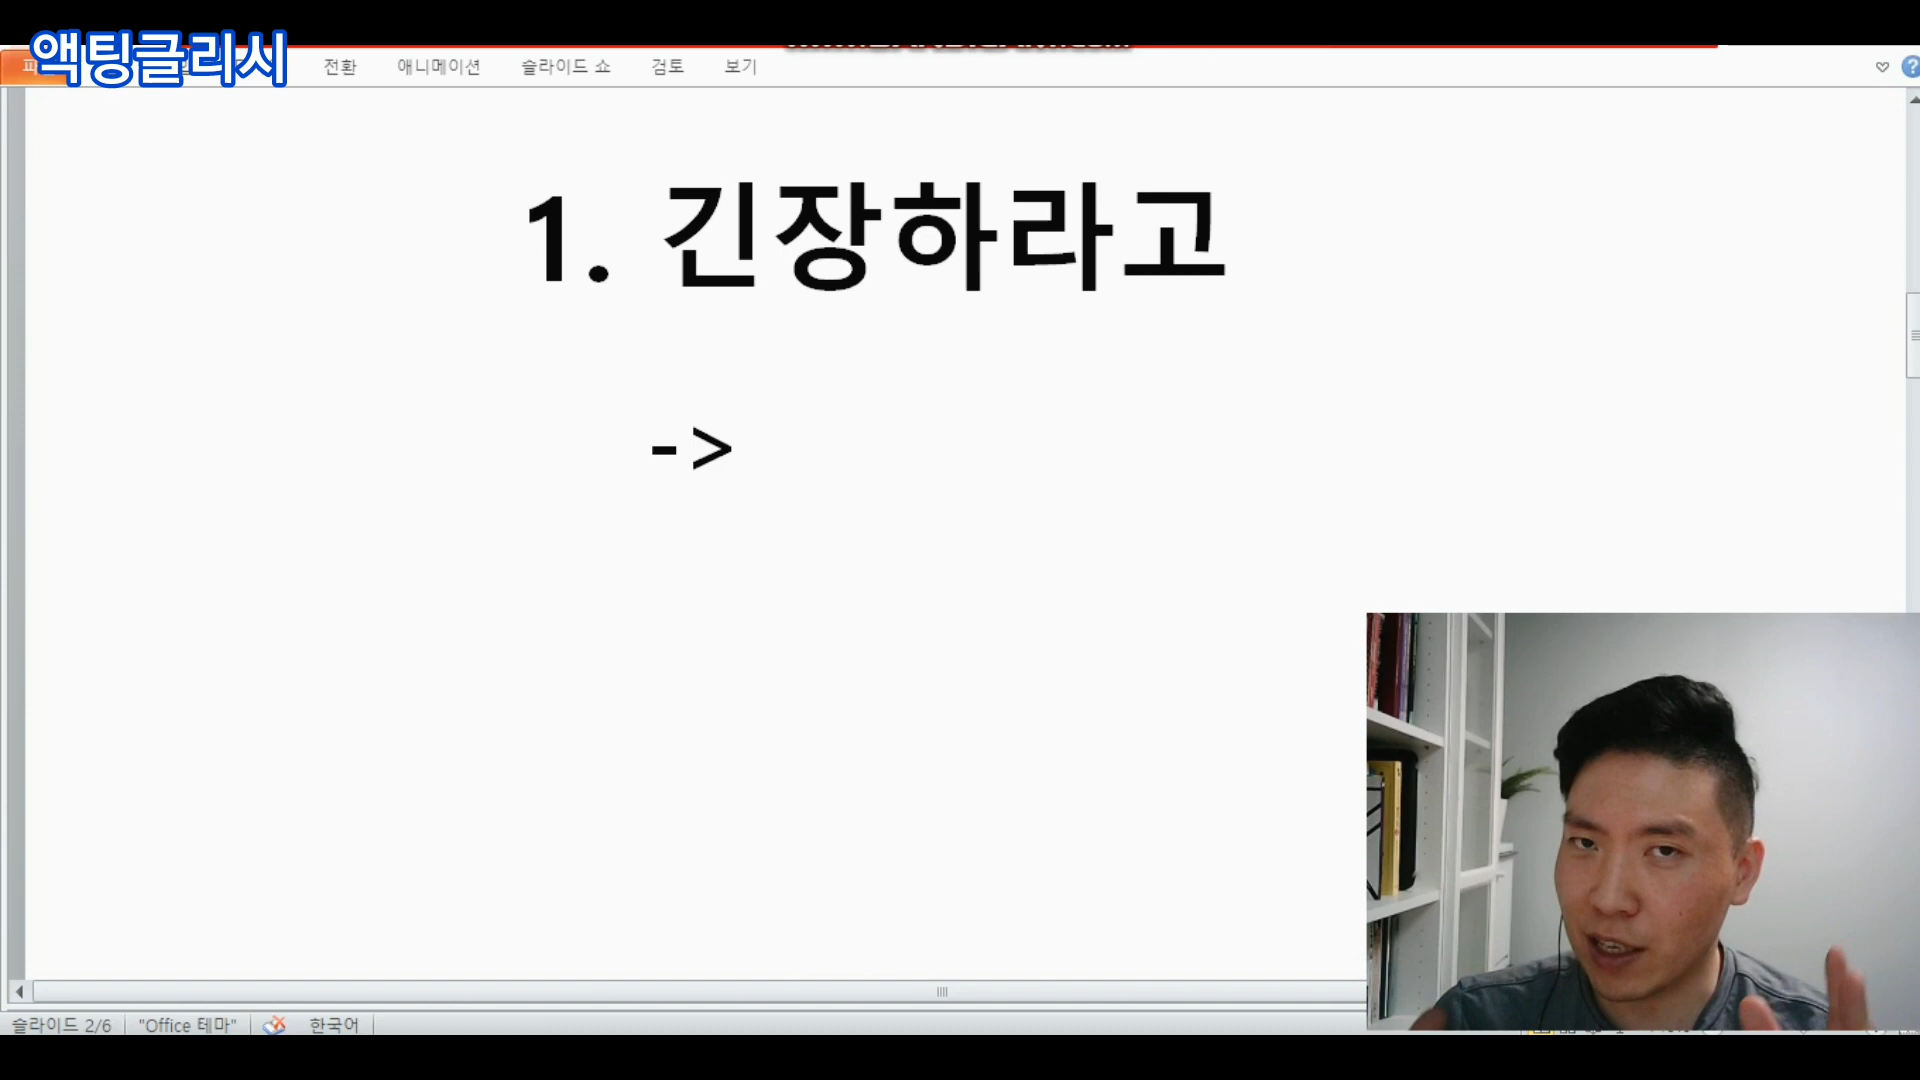 액팅글리시
전환 애니메이션 슬라이드 쇼 검토 보기
1. 긴장하라고
->
슬라이드 2/6 "Office 테마" 한국어